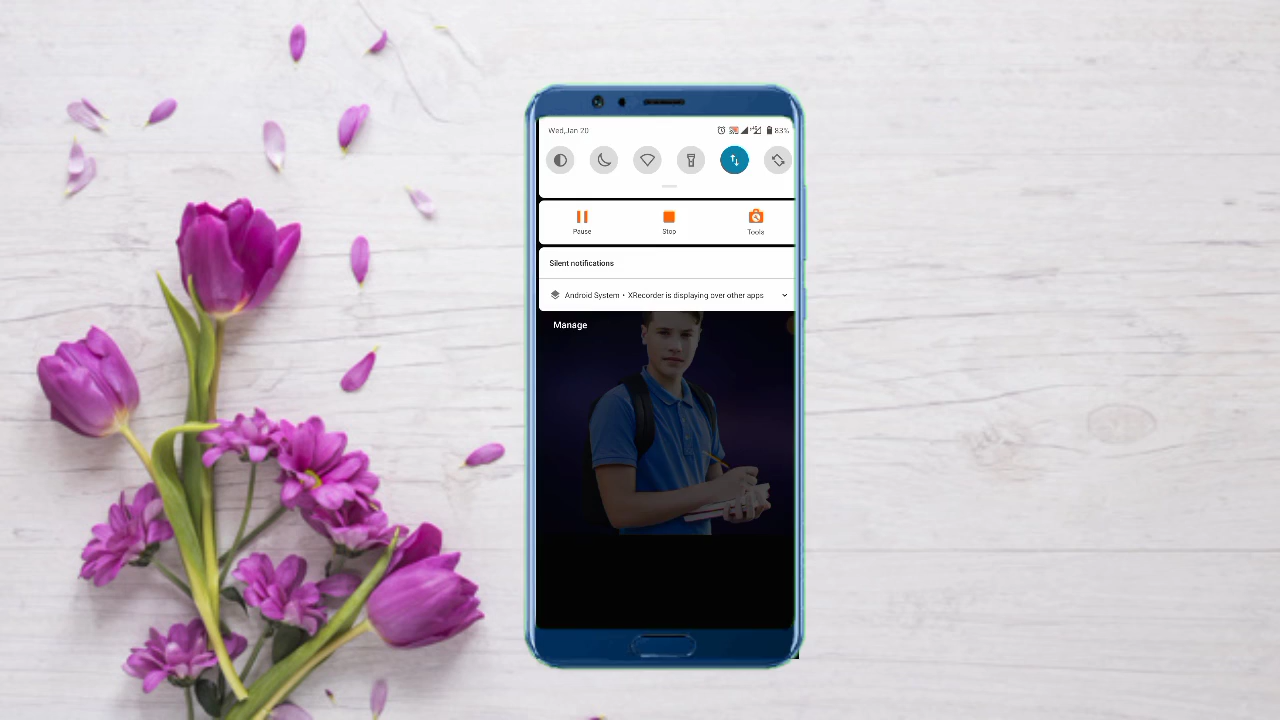 Wed, Jan 20
83%
Pause
Stop
Tools
Silent notifications
Android System • XRecorder is displaying over other apps
Manage